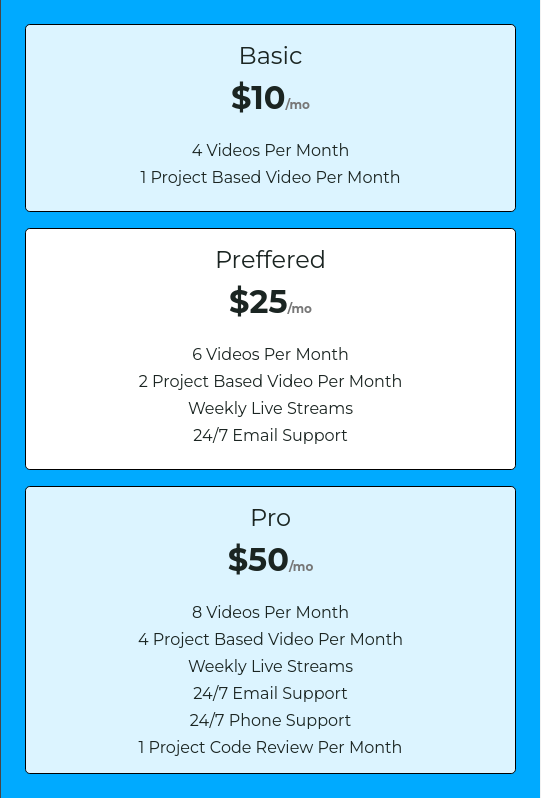 Basic
$10/mo
4 Videos Per Month
1 Project Based Video Per Month
Preffered
$25/mo
6 Videos Per Month
2 Project Based Video Per Month
Weekly Live Streams
24/7 Email Support
Pro
$50/mo
8 Videos Per Month
4 Project Based Video Per Month
Weekly Live Streams
24/7 Email Support
24/7 Phone Support
1 Project Code Review Per Month